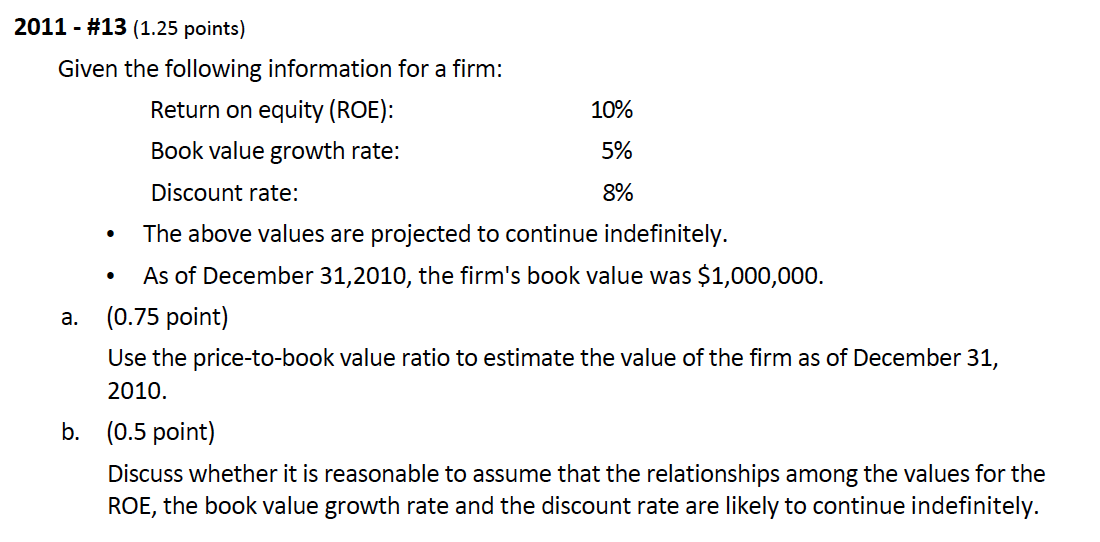 2011 - #13 (1.25 points)
Given the following information for a firm:
Return on equity (ROE): 10%
Book value growth rate: 5%
Discount rate: 8%
• The above values are projected to continue indefinitely.
• As of December 31,2010, the firm's book value was $1,000,000.
a. (0.75 point)
Use the price-to-book value ratio to estimate the value of the firm as of December 31,
2010.
b. (0.5 point)
Discuss whether it is reasonable to assume that the relationships among the values for the
ROE, the book value growth rate and the discount rate are likely to continue indefinitely.